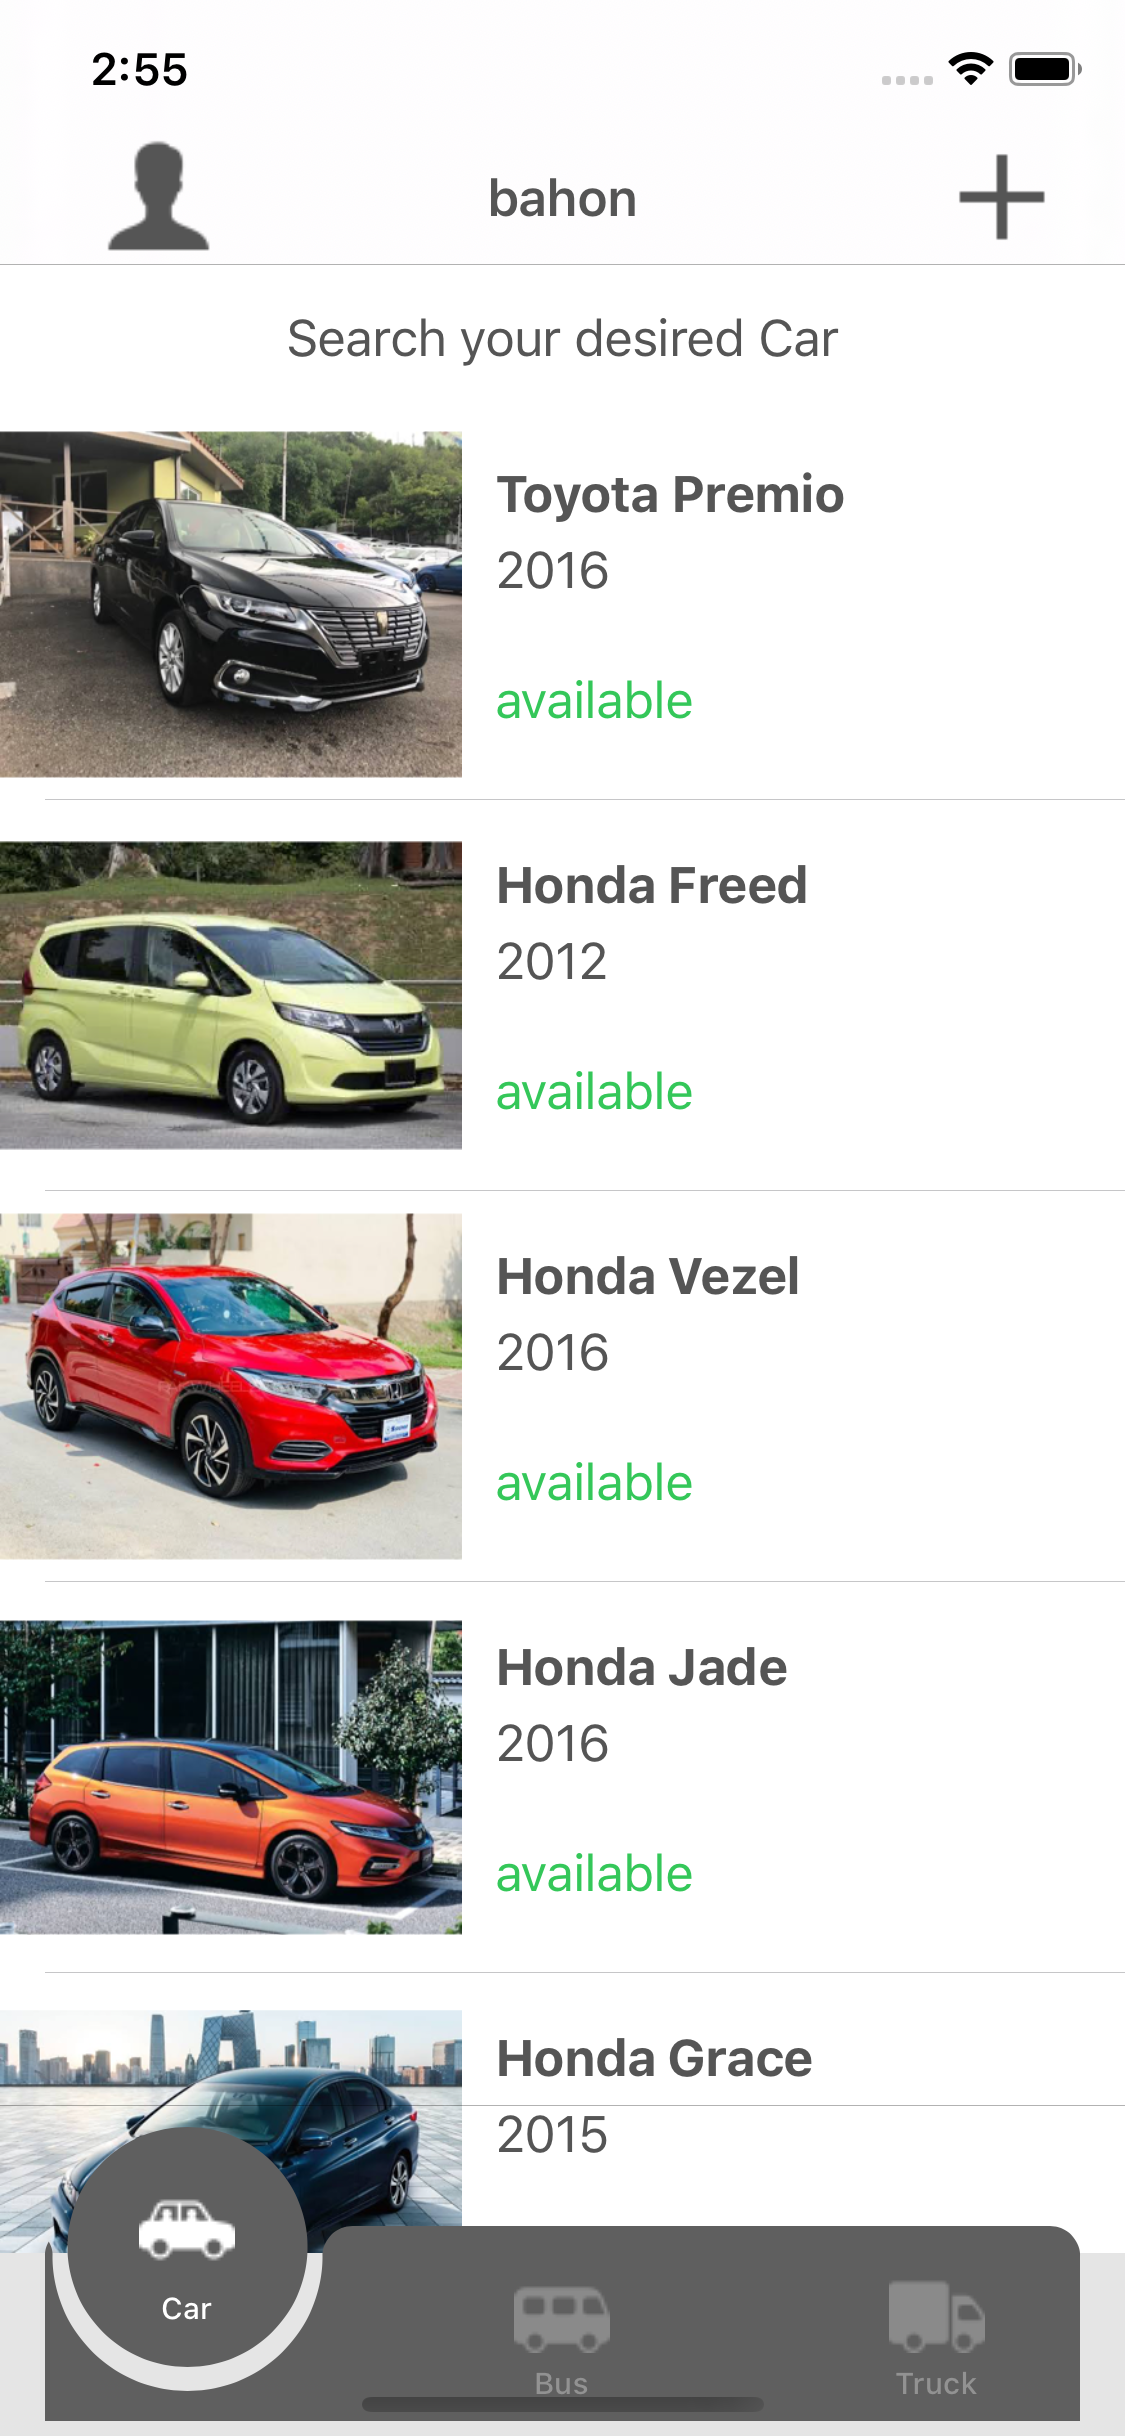 2:55
bahon
Search your desired Car
Toyota Premio
2016
available
Honda Freed
2012
available
Honda Vezel
2016
available
Honda Jade
2016
available
Honda Grace
2015
Car
Bus
Truck